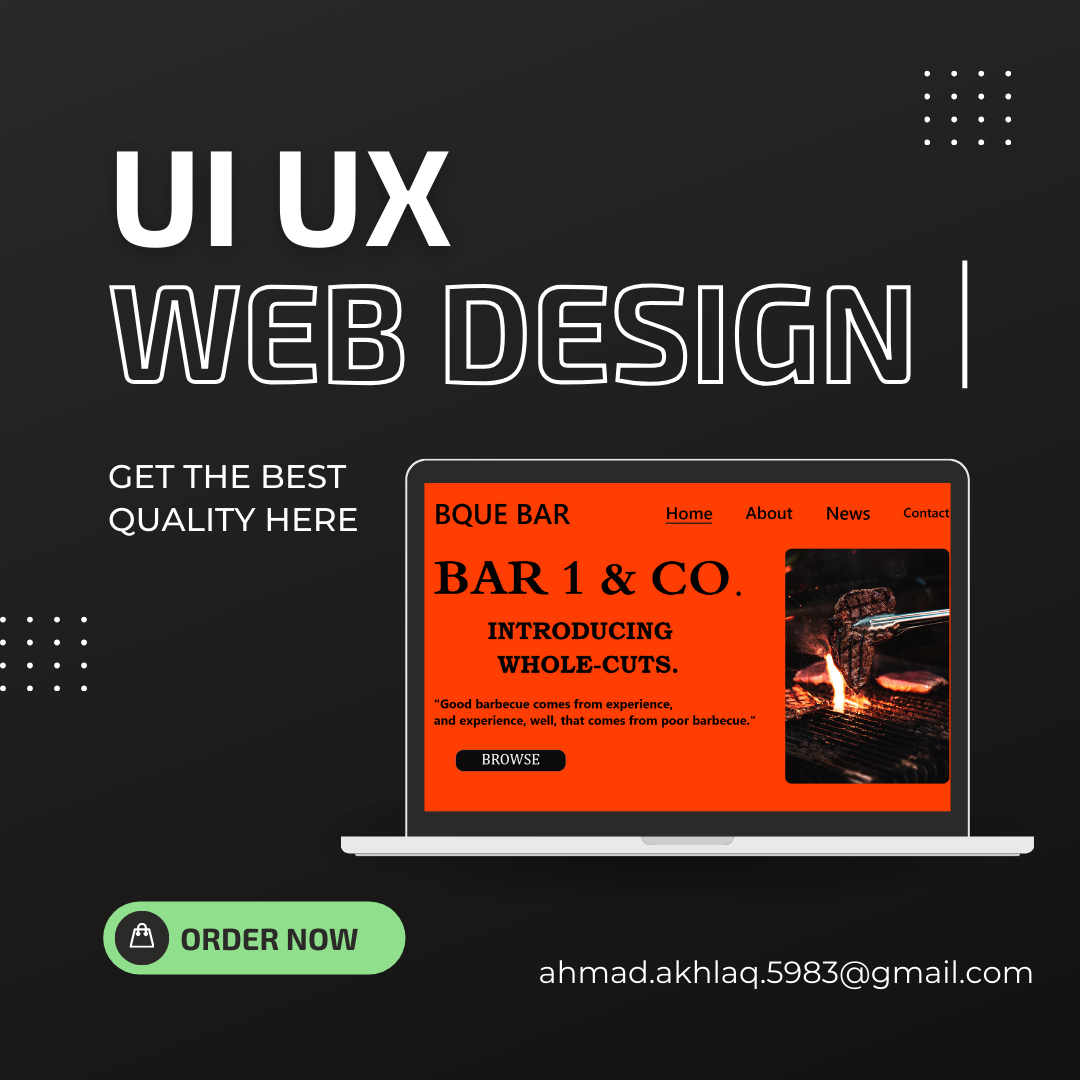 UI UX
WEB DESIGN
GET THE BEST
QUALITY HERE
BQUE BAR Home About News Contact
BAR 1 & CO.
INTRODUCING
WHOLE-CUTS.
"Good barbecue comes from experience,
and experience, well, that comes from poor barbecue."
BROWSE
ORDER NOW
ahmad.akhlaq.5983@gmail.com